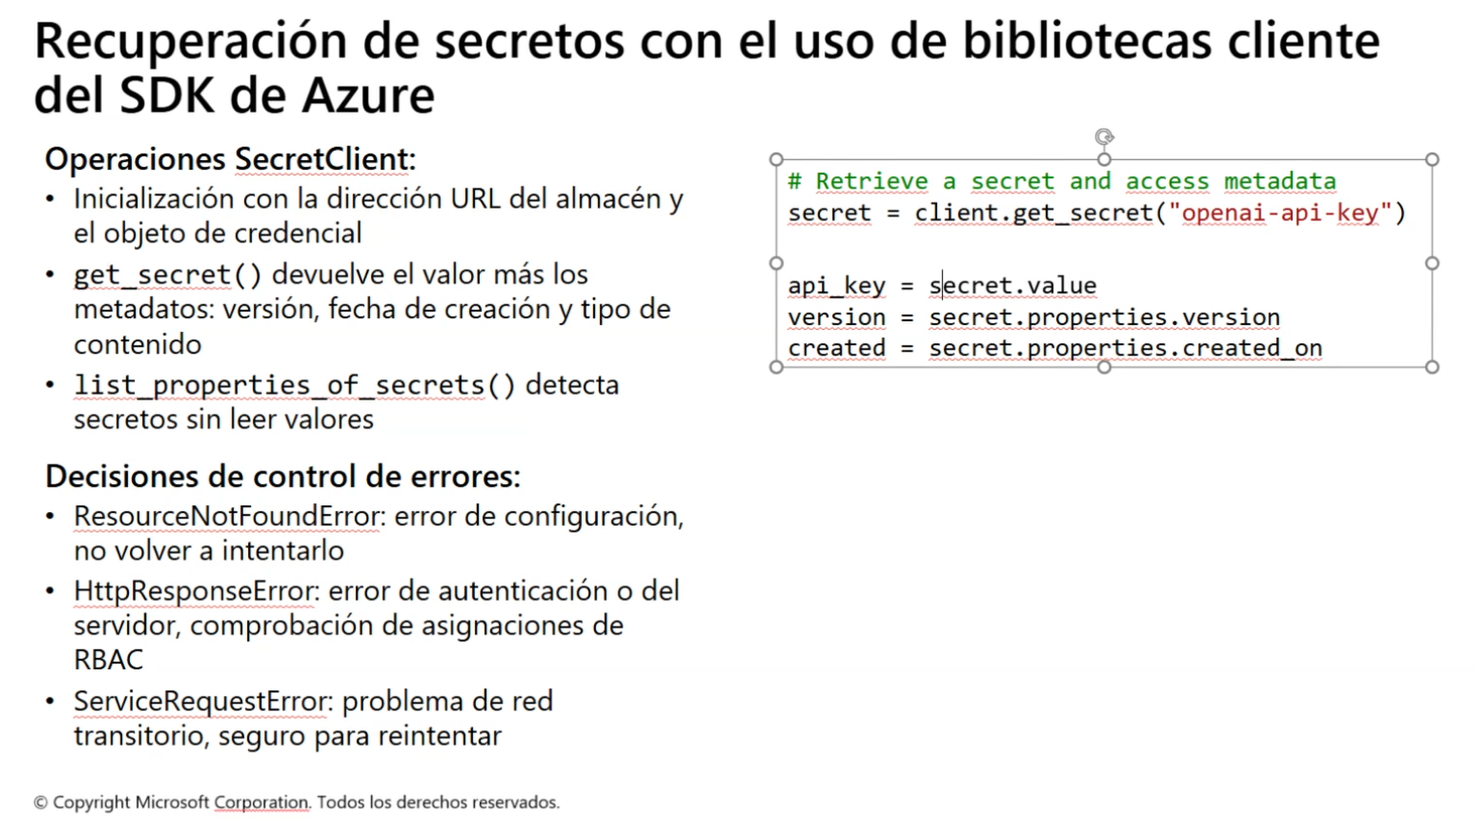 Recuperación de secretos con el uso de bibliotecas cliente
del SDK de Azure
Operaciones SecretClient:
• Inicialización con la dirección URL del almacén y
el objeto de credencial
• get_secret() devuelve el valor más los
metadatos: versión, fecha de creación y tipo de
contenido
• list_properties_of_secrets() detecta
secretos sin leer valores
Decisiones de control de errores:
• ResourceNotFoundError: error de configuración,
no volver a intentarlo
• HttpResponseError: error de autenticación o del
servidor, comprobación de asignaciones de
RBAC
• ServiceRequestError: problema de red
transitorio, seguro para reintentar
# Retrieve a secret and access metadata
secret = client.get_secret("openai-api-key")
api_key = secret.value
version = secret.properties.version
created = secret.properties.created_on
© Copyright Microsoft Corporation. Todos los derechos reservados.